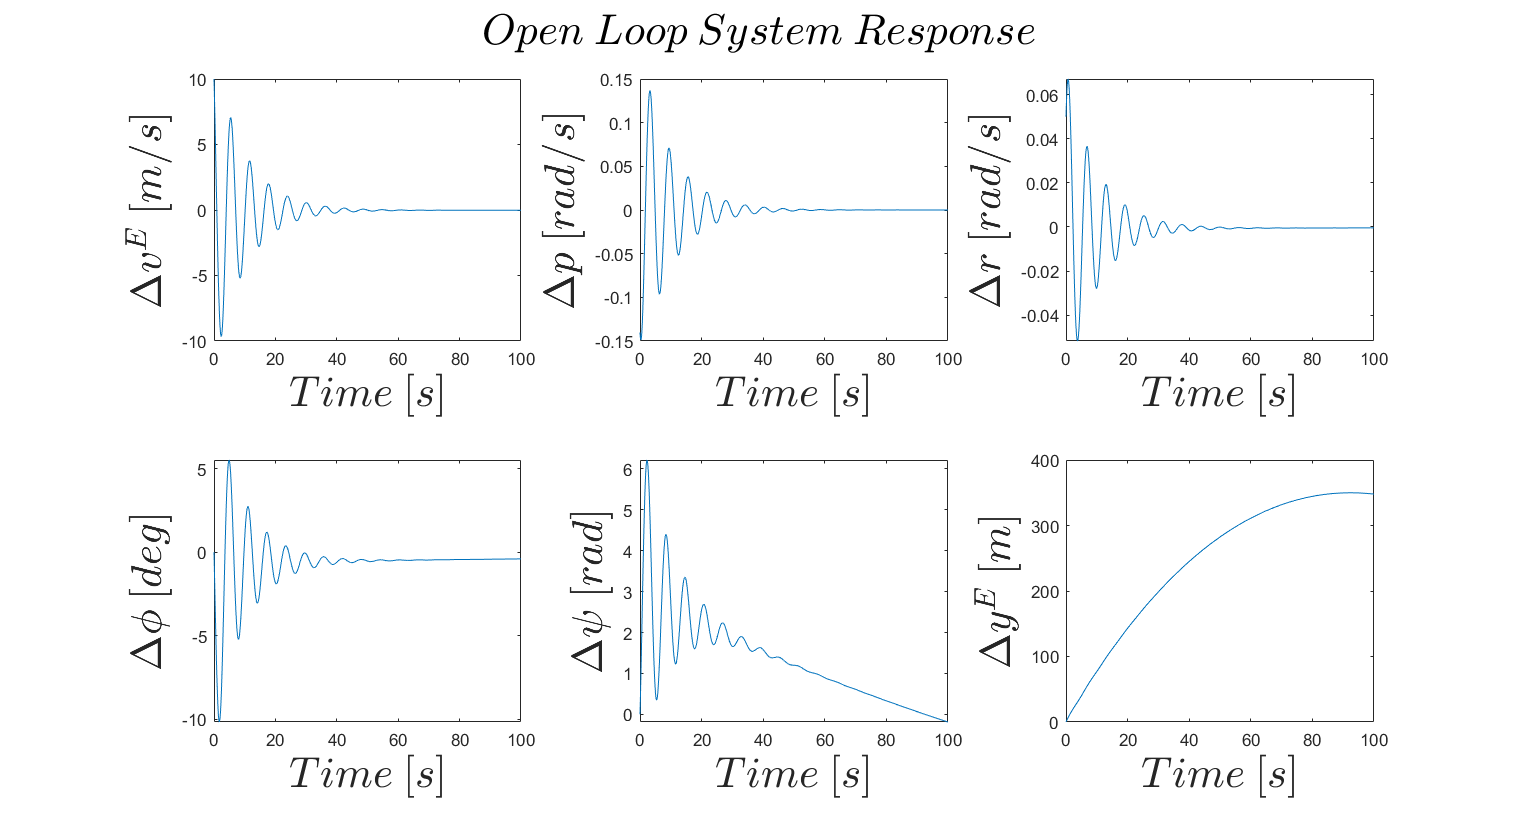 Open Loop System Response
10
5
0
-5
-10
0 20 40 60 80 100
Δv^E [m/s]
Time [s]
0.15
0.1
0.05
0
-0.05
-0.1
-0.15
0 20 40 60 80 100
Δp [rad/s]
Time [s]
0.06
0.04
0.02
0
-0.02
-0.04
0 20 40 60 80 100
Δr [rad/s]
Time [s]
5
0
-5
-10
0 20 40 60 80 100
Δϕ [deg]
Time [s]
6
5
4
3
2
1
0
0 20 40 60 80 100
Δψ [rad]
Time [s]
400
300
200
100
0
0 20 40 60 80 100
Δy^E [m]
Time [s]